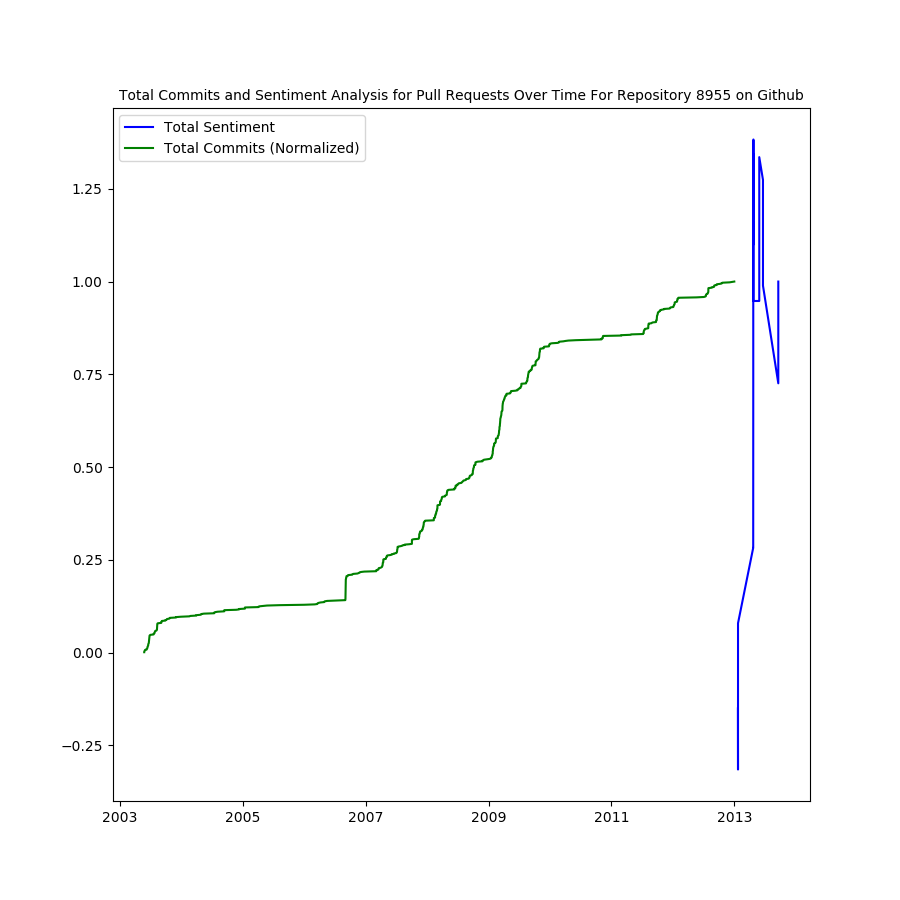 Total Commits and Sentiment Analysis for Pull Requests Over Time For Repository 8955 on Github
Total Sentiment
Total Commits (Normalized)
1.25
1.00
0.75
0.50
0.25
0.00
−0.25
2003 2005 2007 2009 2011 2013